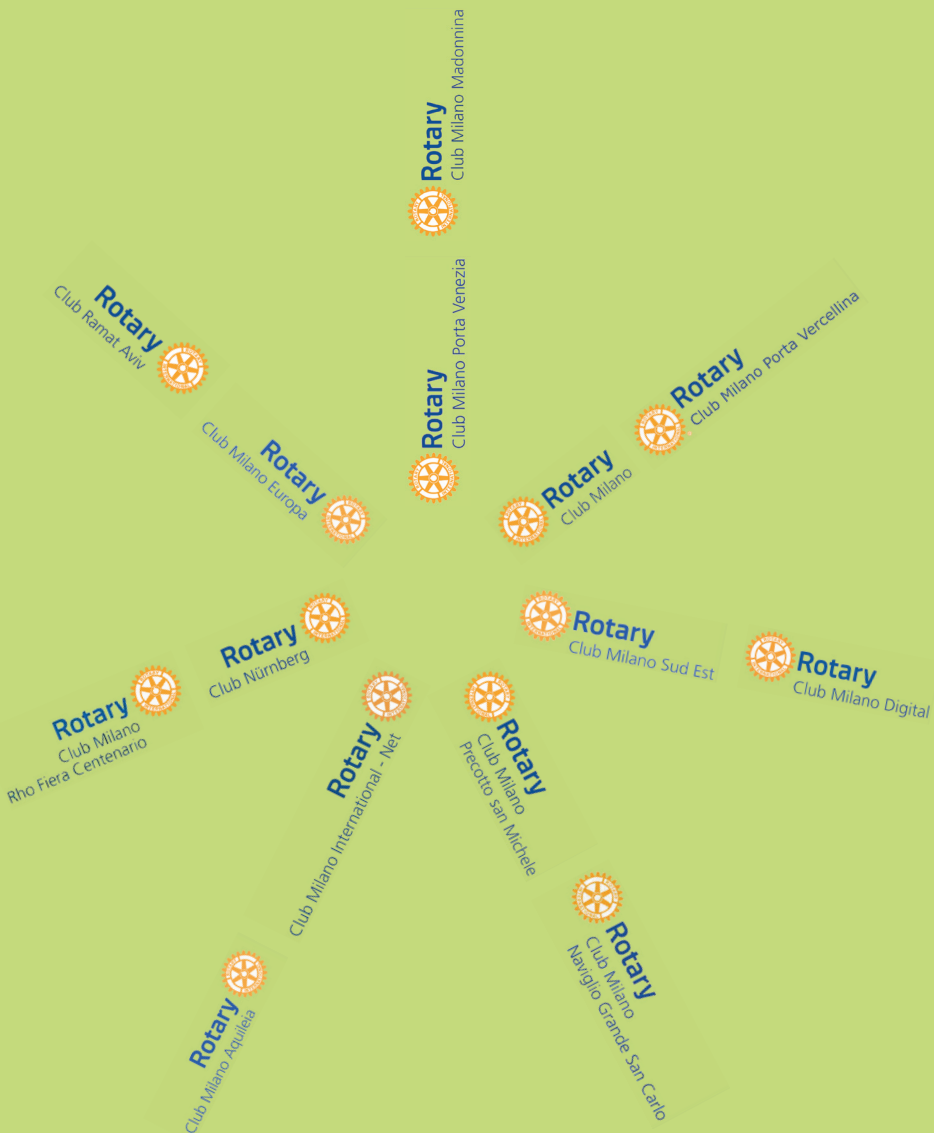 Rotary
Club Milano Madonnina
Rotary
Club Milano Porta Venezia
Rotary
Club Ramat Aviv
Rotary
Club Milano Europa
Rotary
Club Milano Porta Vercellina
Rotary
Club Milano
Rotary
Club Milano Sud Est
Rotary
Club Milano Digital
Rotary
Club Nürnberg
Rotary
Club Milano
Rho Fiera Centenario
Rotary
Club Milano International - Net
Rotary
Club Milano
Precotto san Michele
Rotary
Club Milano
Naviglio Grande San Carlo
Rotary
Club Milano Aquileia